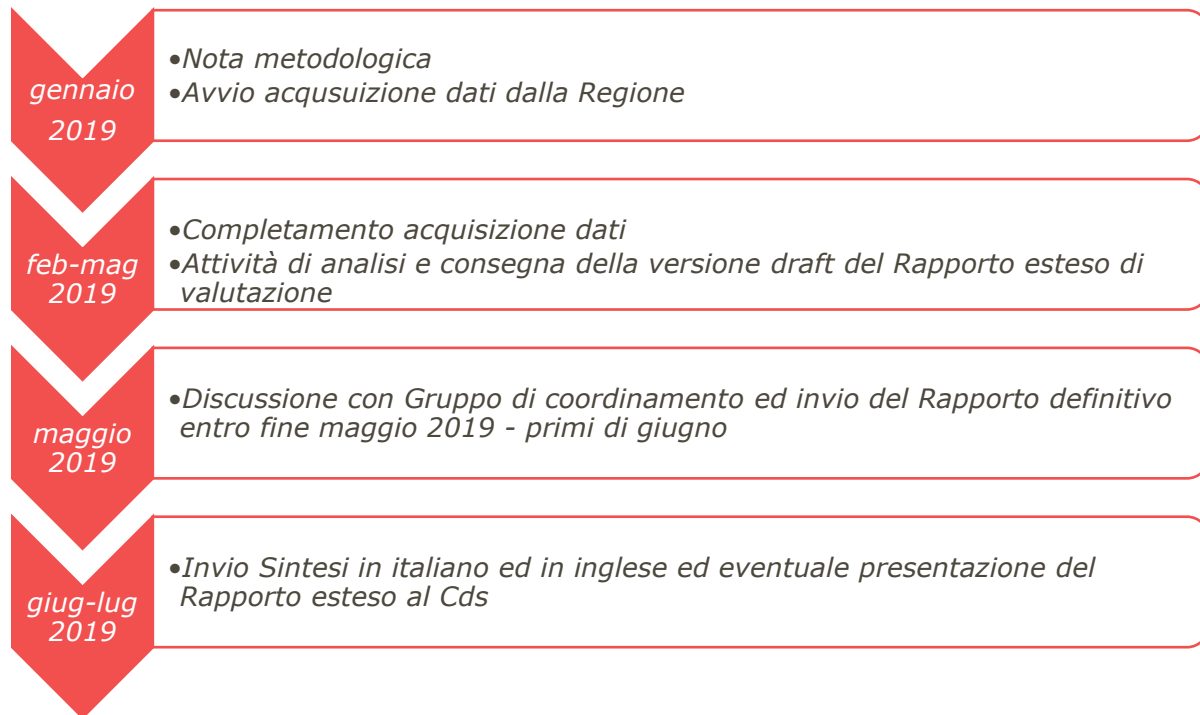 gennaio
2019
•Nota metodologica
•Avvio acqusuizione dati dalla Regione
feb-mag
2019
•Completamento acquisizione dati
•Attività di analisi e consegna della versione draft del Rapporto esteso di
valutazione
maggio
2019
•Discussione con Gruppo di coordinamento ed invio del Rapporto definitivo
entro fine maggio 2019 - primi di giugno
giug-lug
2019
•Invio Sintesi in italiano ed in inglese ed eventuale presentazione del
Rapporto esteso al Cds